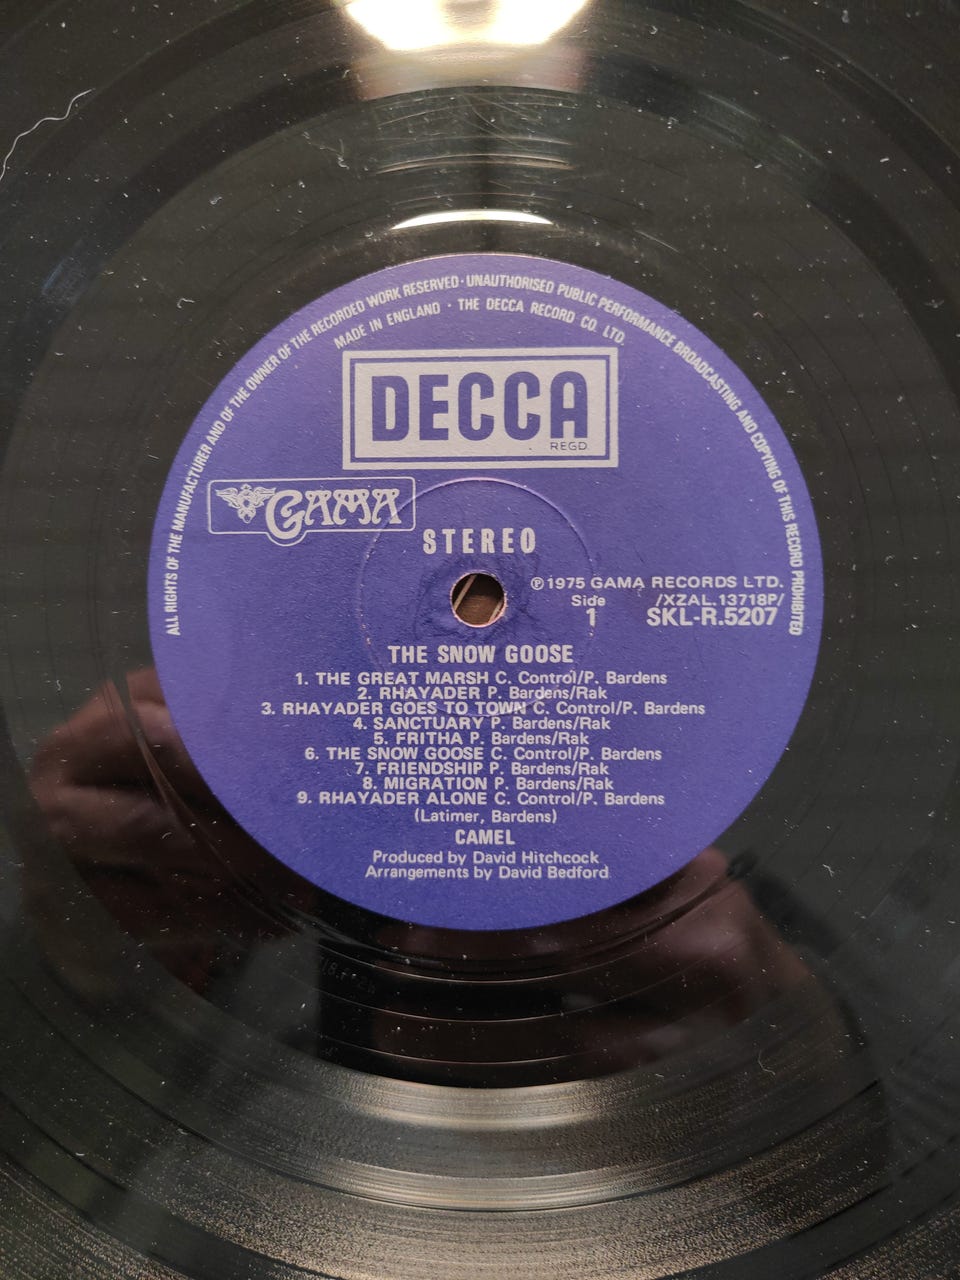 ALL RIGHTS OF THE MANUFACTURER AND OF THE OWNER OF THE RECORDED WORK RESERVED · UNAUTHORISED PUBLIC PERFORMANCE BROADCASTING AND COPYING OF THIS RECORD PROHIBITED
MADE IN ENGLAND · THE DECCA RECORD CO. LTD.
DECCA
REGD.
GAMA
STEREO
℗ 1975 GAMA RECORDS LTD.
Side /XZAL.13718P/
1 SKL-R.5207
THE SNOW GOOSE
1. THE GREAT MARSH C. Control/P. Bardens
2. RHAYADER P. Bardens/Rak
3. RHAYADER GOES TO TOWN C. Control/P. Bardens
4. SANCTUARY P. Bardens/Rak
5. FRITHA P. Bardens/Rak
6. THE SNOW GOOSE C. Control/P. Bardens
7. FRIENDSHIP P. Bardens/Rak
8. MIGRATION P. Bardens/Rak
9. RHAYADER ALONE C. Control/P. Bardens
(Latimer, Bardens)
CAMEL
Produced by David Hitchcock
Arrangements by David Bedford